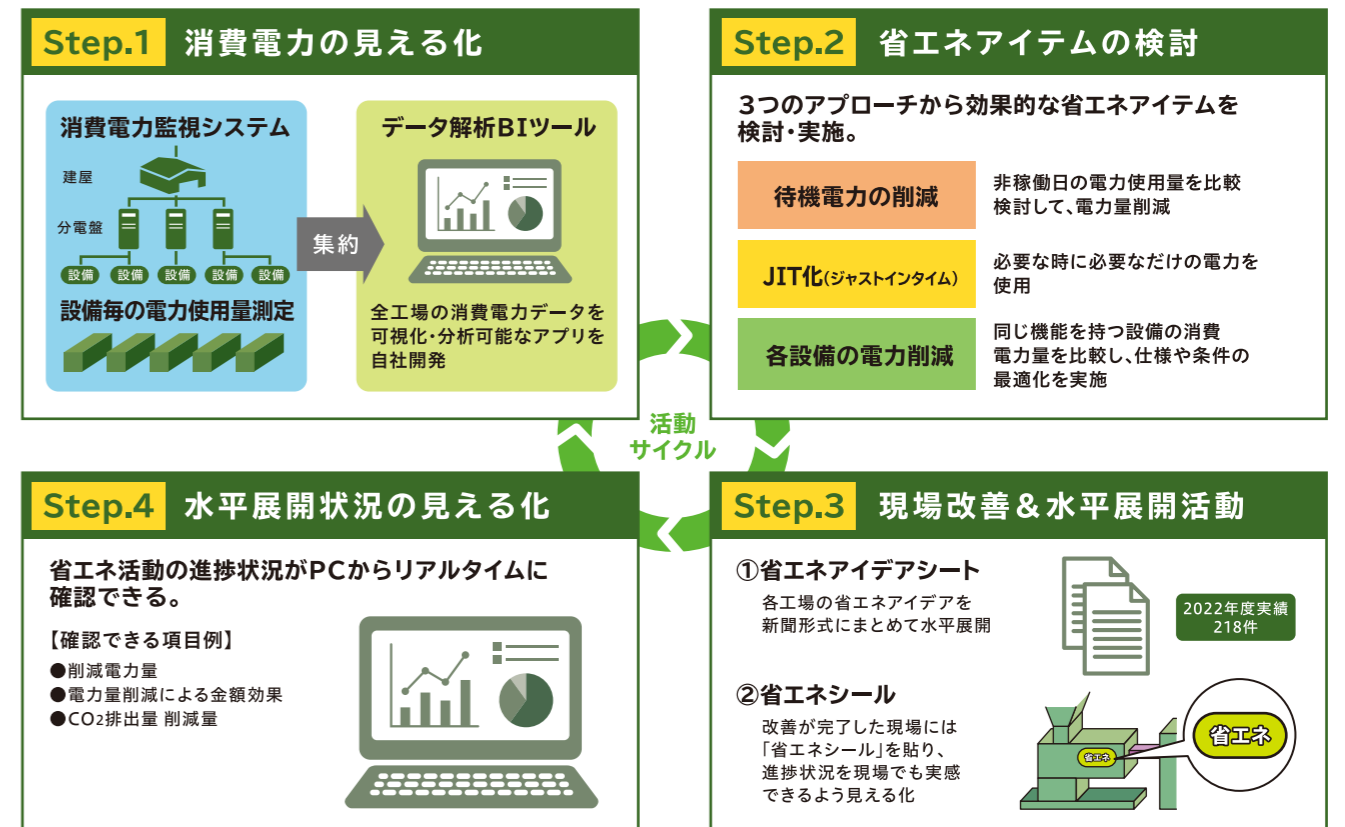 Step.1 消費電力の見える化
消費電力監視システム
建屋
分電盤
設備 設備 設備 設備 設備
設備毎の電力使用量測定
集約
データ解析BIツール
全工場の消費電力データを
可視化・分析可能なアプリを
自社開発
Step.2 省エネアイテムの検討
3つのアプローチから効果的な省エネアイテムを
検討・実施。
待機電力の削減
非稼働日の電力使用量を比較
検討して、電力量削減
JIT化(ジャストインタイム)
必要な時に必要なだけの電力を
使用
各設備の電力削減
同じ機能を持つ設備の消費
電力量を比較し、仕様や条件の
最適化を実施
活動
サイクル
Step.3 現場改善&水平展開活動
①省エネアイデアシート
各工場の省エネアイデアを
新聞形式にまとめて水平展開
2022年度実績
218件
②省エネシール
改善が完了した現場には
「省エネシール」を貼り、
進捗状況を現場でも実感
できるよう見える化
省エネ
省エネ
Step.4 水平展開状況の見える化
省エネ活動の進捗状況がPCからリアルタイムに
確認できる。
【確認できる項目例】
●削減電力量
●電力量削減による金額効果
●CO2排出量 削減量